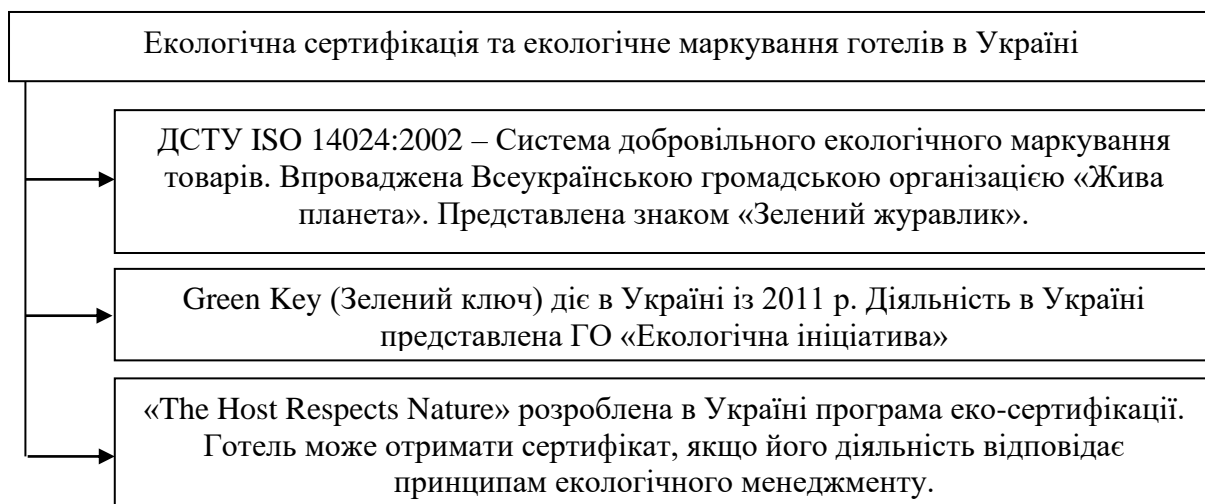 Екологічна сертифікація та екологічне маркування готелів в Україні
ДСТУ ISO 14024:2002 – Система добровільного екологічного маркування
товарів. Впроваджена Всеукраїнською громадською організацією «Жива
планета». Представлена знаком «Зелений журавлик».
Green Key (Зелений ключ) діє в Україні із 2011 р. Діяльність в Україні
представлена ГО «Екологічна ініціатива»
«The Host Respects Nature» розроблена в Україні програма еко-сертифікації.
Готель може отримати сертифікат, якщо його діяльність відповідає
принципам екологічного менеджменту.